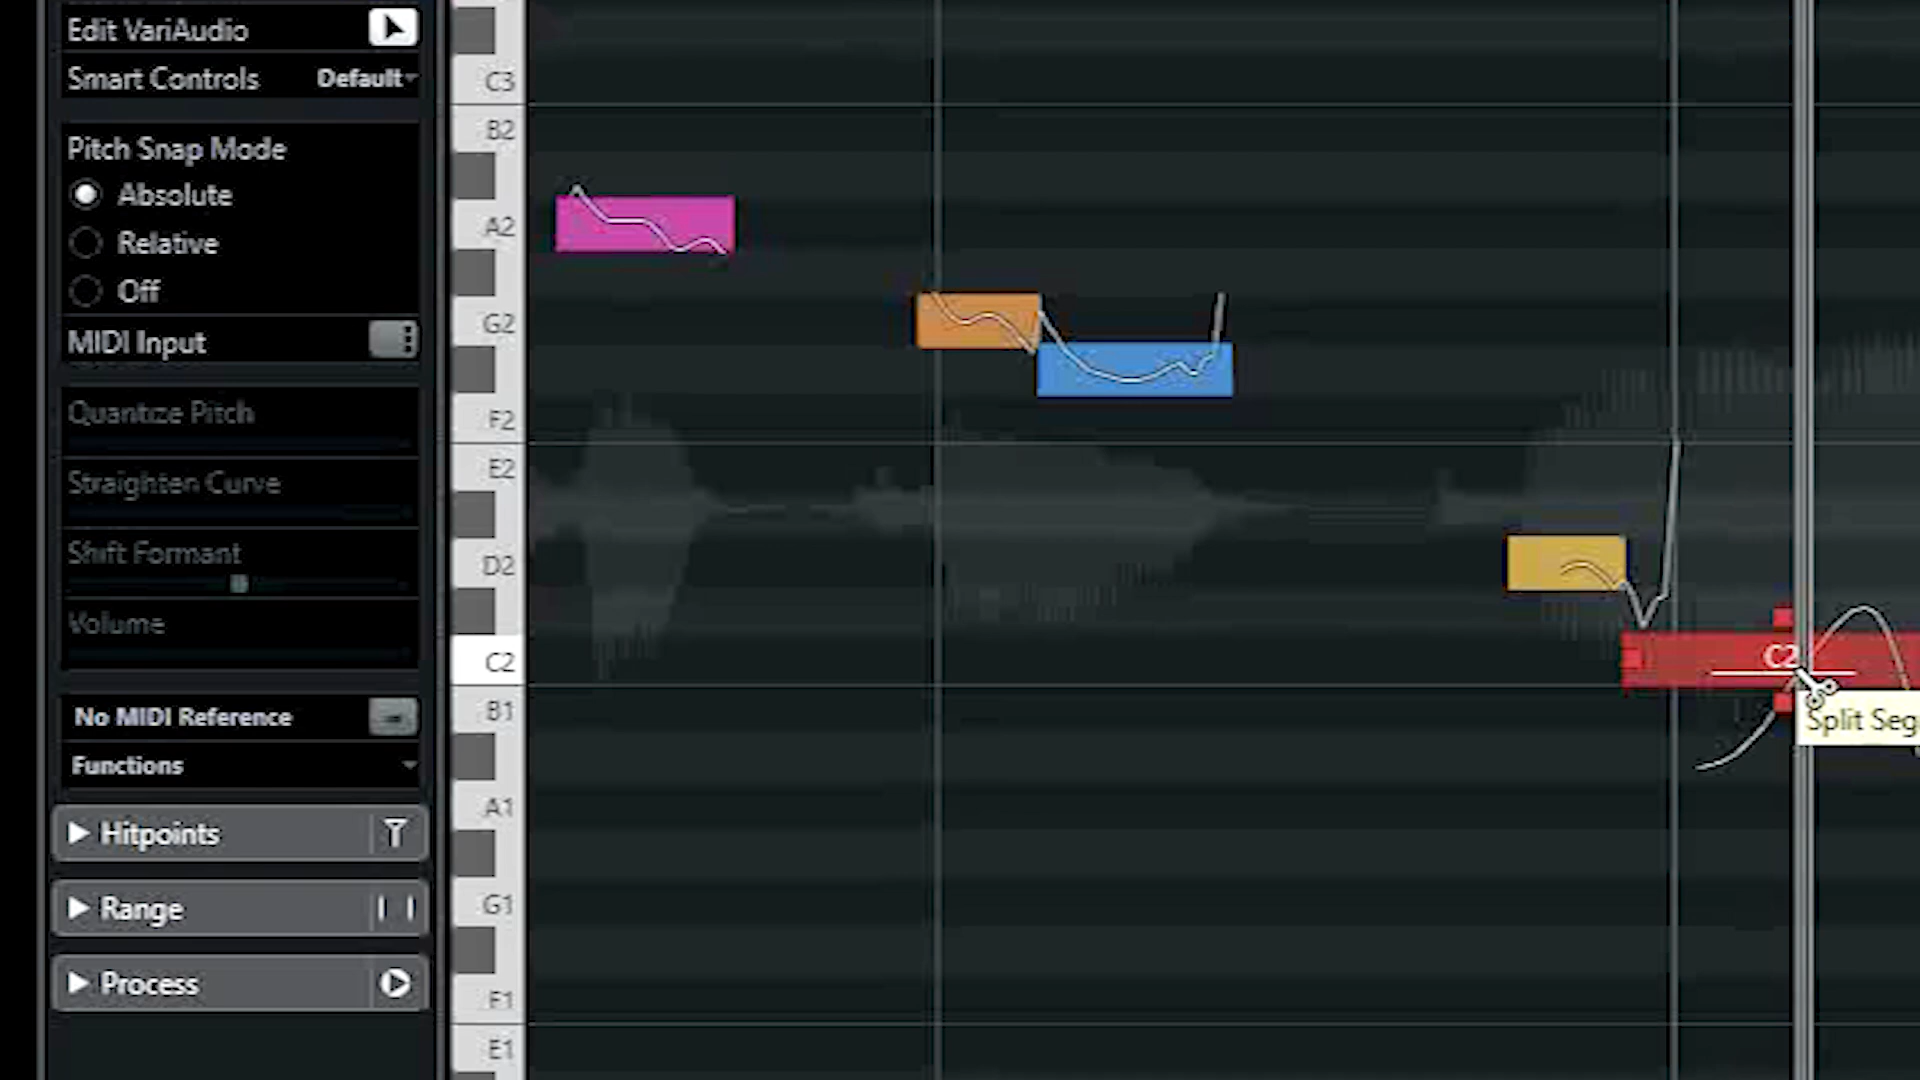 Edit VariAudio
Smart Controls Default
Pitch Snap Mode
Absolute
Relative
Off
MIDI Input
Quantize Pitch
Straighten Curve
Shift Formant
Volume
No MIDI Reference
Functions
Hitpoints
Range
Process
C3
B2
A2
G2
F2
E2
D2
C2
B1
A1
G1
F1
E1
C2
Split Seg